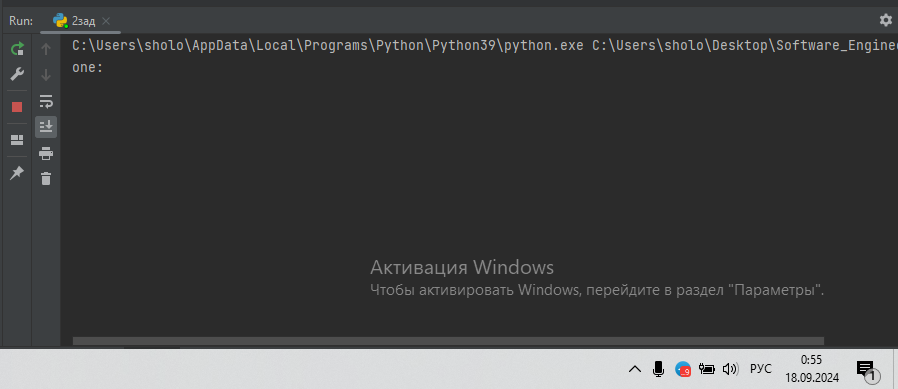 Run:
2зад
C:\Users\sholo\AppData\Local\Programs\Python\Python39\python.exe C:\Users\sholo\Desktop\Software_Enginee
one:
Активация Windows
Чтобы активировать Windows, перейдите в раздел "Параметры".
РУС
0:55
18.09.2024
1